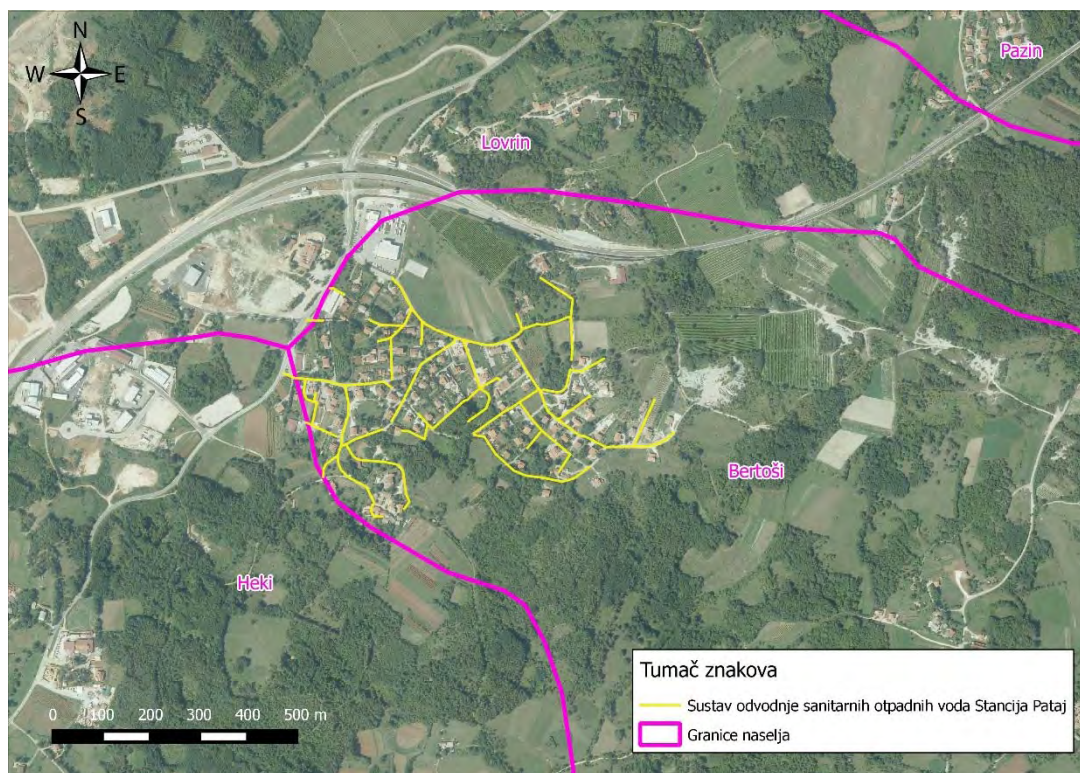 N
W E
S
Pazin
Lovrin
Bertoši
Heki
Tumač znakova
Sustav odvodnje sanitarnih otpadnih voda Stancija Pataj
Granice naselja
0 100 200 300 400 500 m